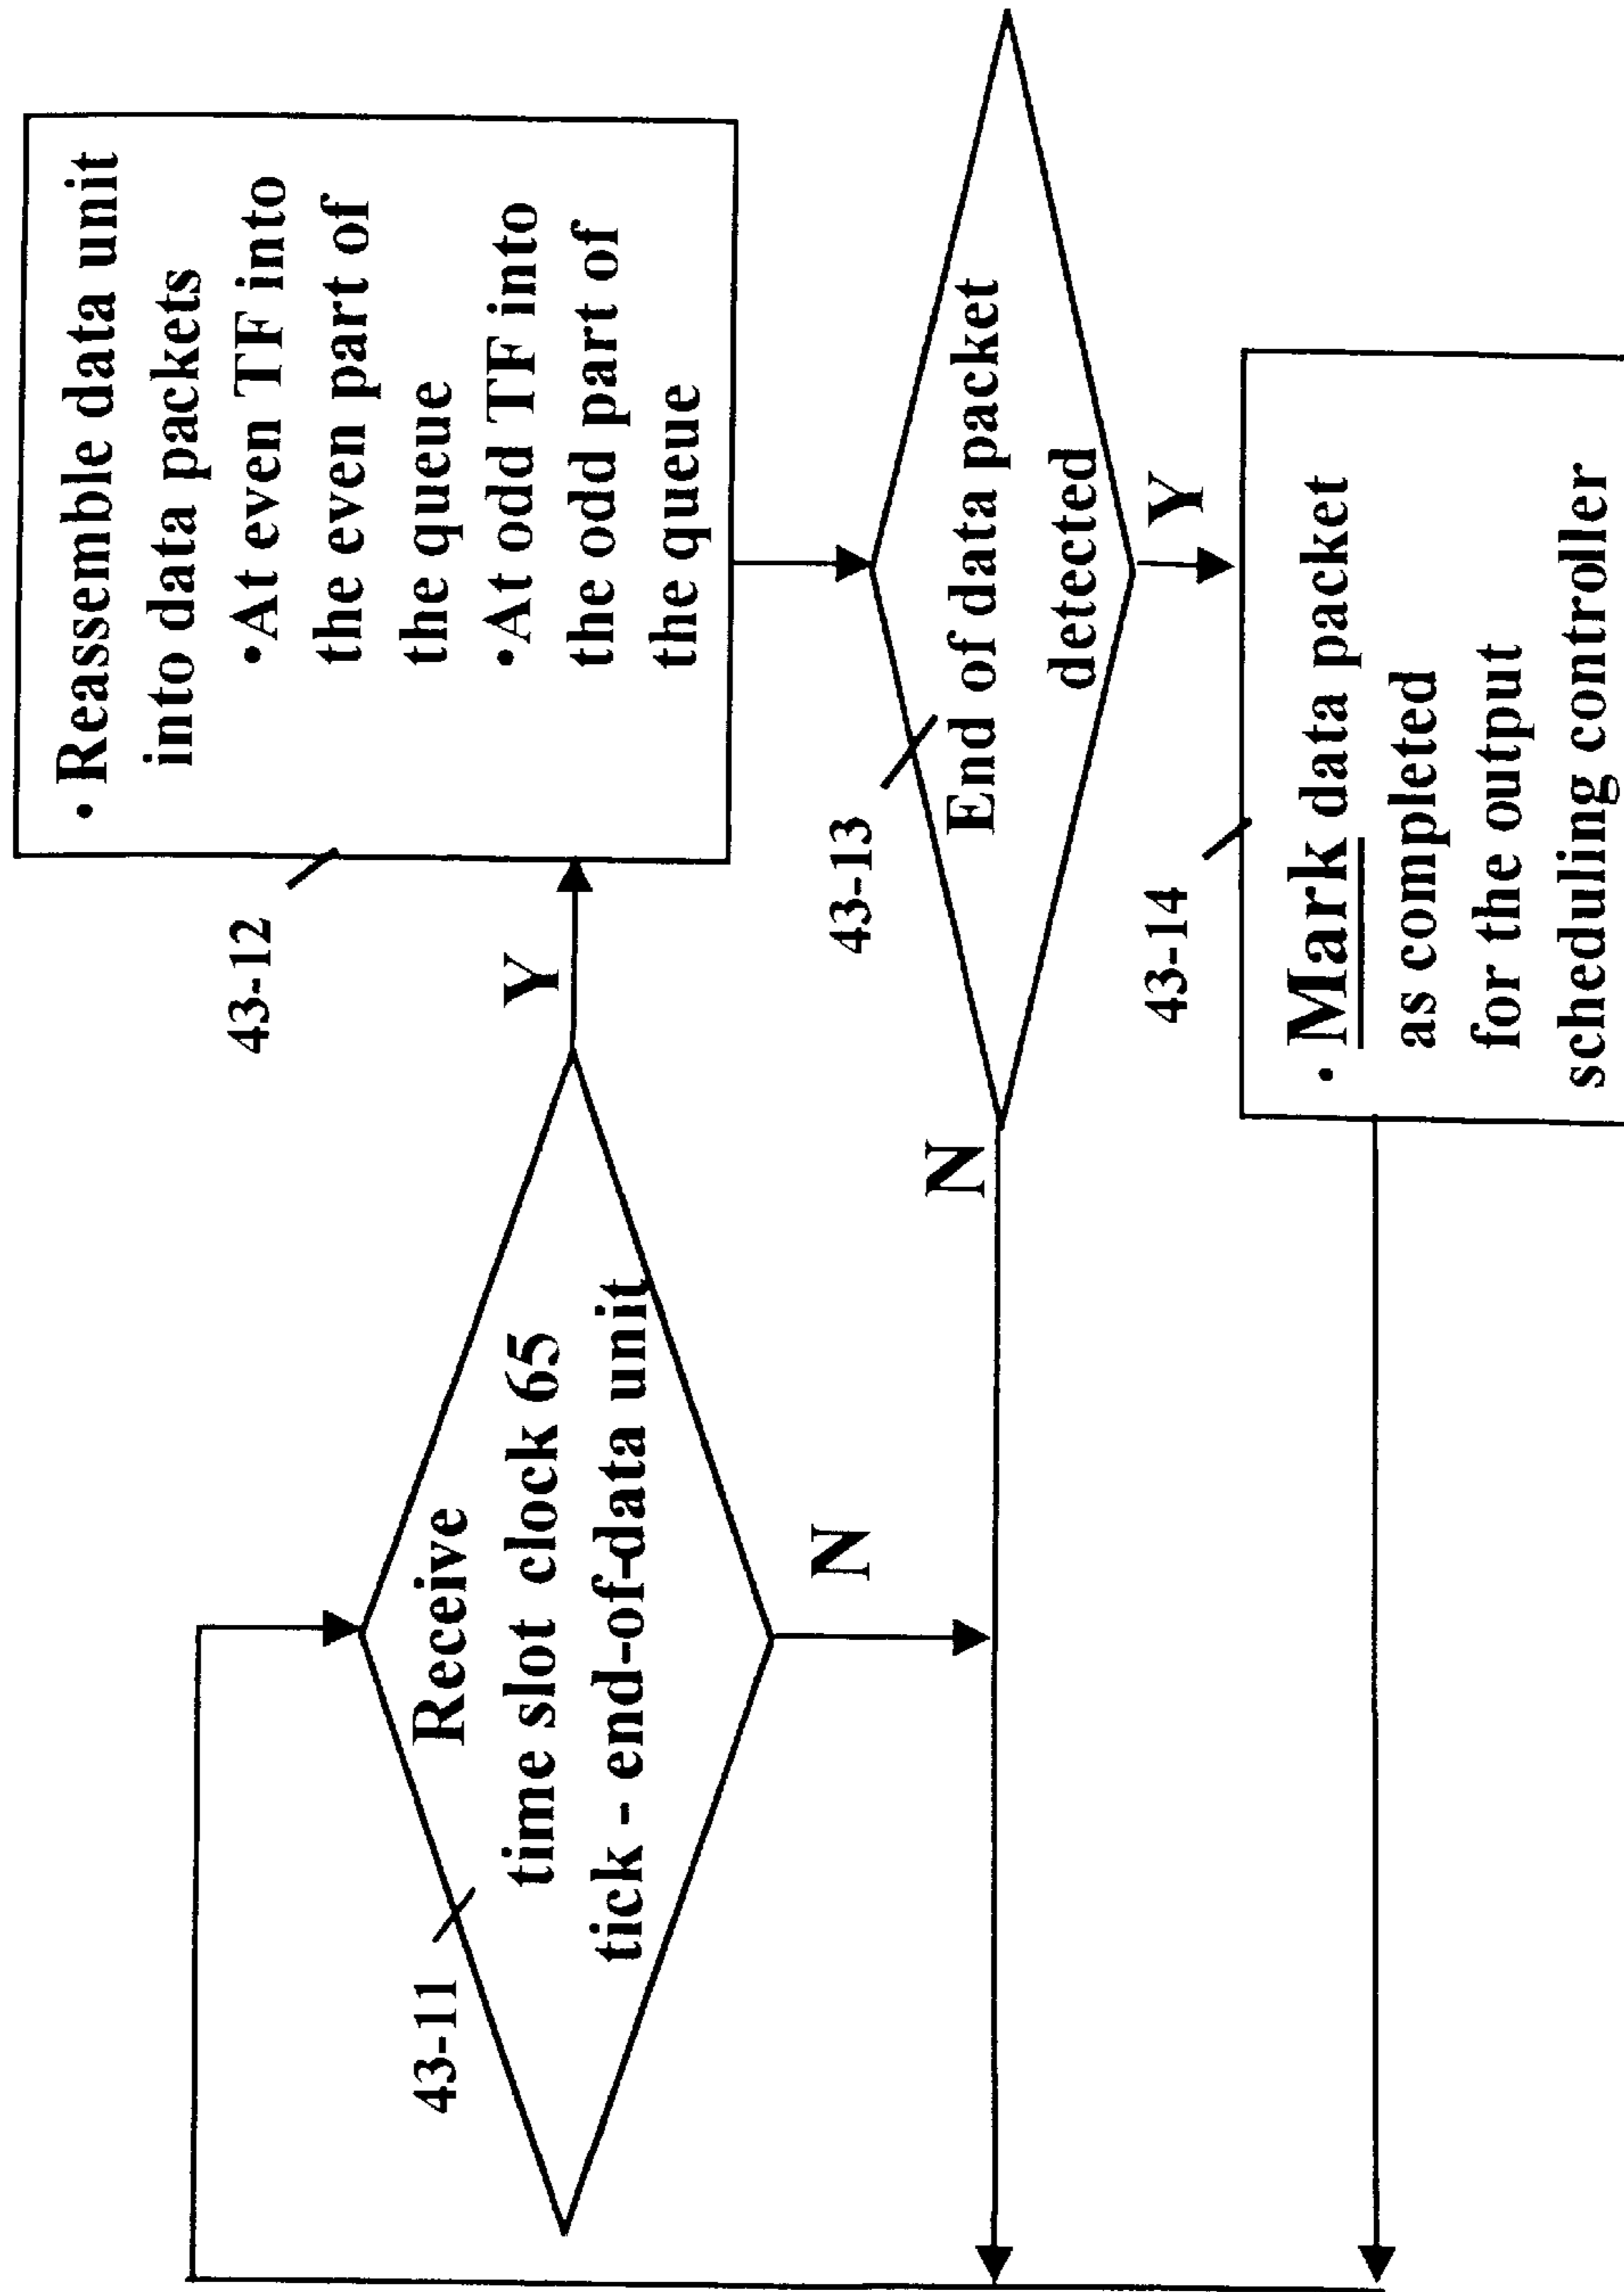 43-11
Receive
time slot clock 65
tick - end-of-data unit
Y
N
43-12
• Reassemble data unit
into data packets
•At even TF into
the even part of
the queue
•At odd TF into
the odd part of
the queue
43-13
End of data packet
detected
N
Y
43-14
• Mark data packet
as completed
for the output
scheduling controller